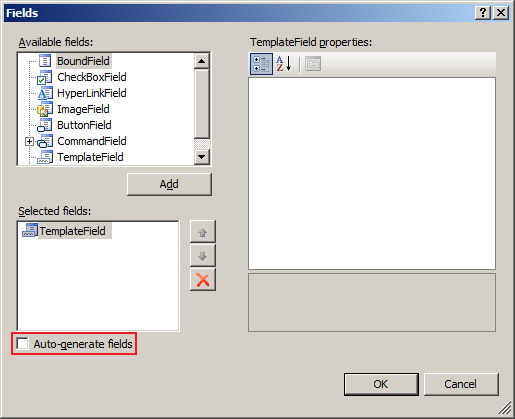 Fields
Available fields:
BoundField
CheckBoxField
HyperLinkField
ImageField
ButtonField
CommandField
TemplateField
Add
Selected fields:
TemplateField
Auto-generate fields
TemplateField properties:
OK
Cancel